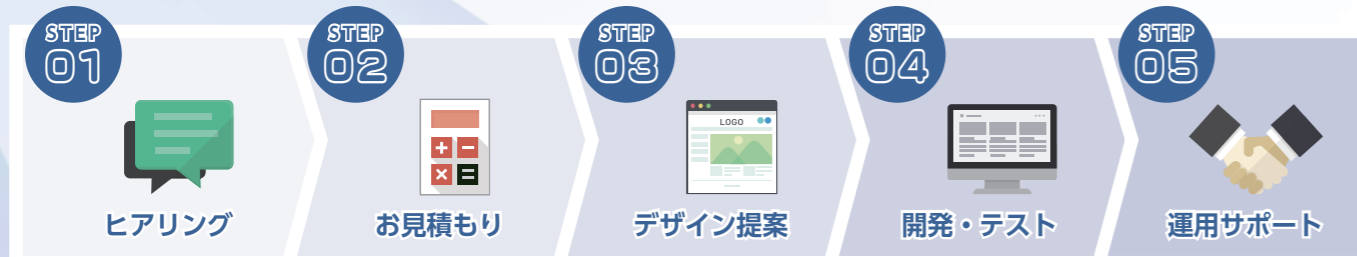 STEP
01
ヒアリング
STEP
02
お見積もり
STEP
03
LOGO
デザイン提案
STEP
04
開発・テスト
STEP
05
運用サポート